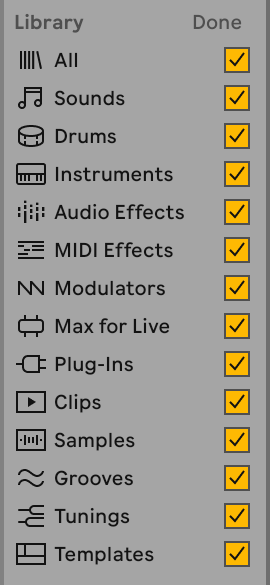 Library Done
All
Sounds
Drums
Instruments
Audio Effects
MIDI Effects
Modulators
Max for Live
Plug-Ins
Clips
Samples
Grooves
Tunings
Templates